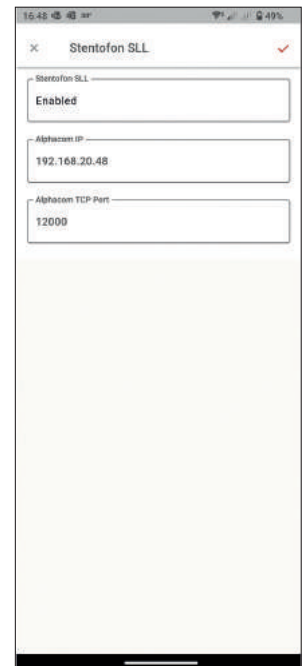 16:48 49%
× Stentofon SLL
Stentofon SLL
Enabled
Alphacom IP
192.168.20.48
Alphacom TCP Port
12000